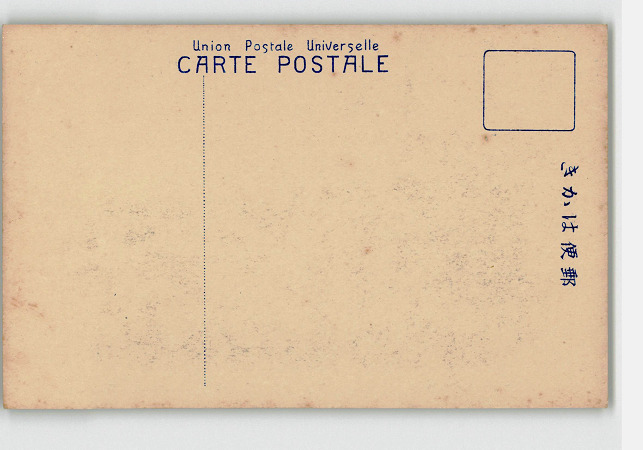 Union Postale Universelle
CARTE POSTALE
きかは便郵